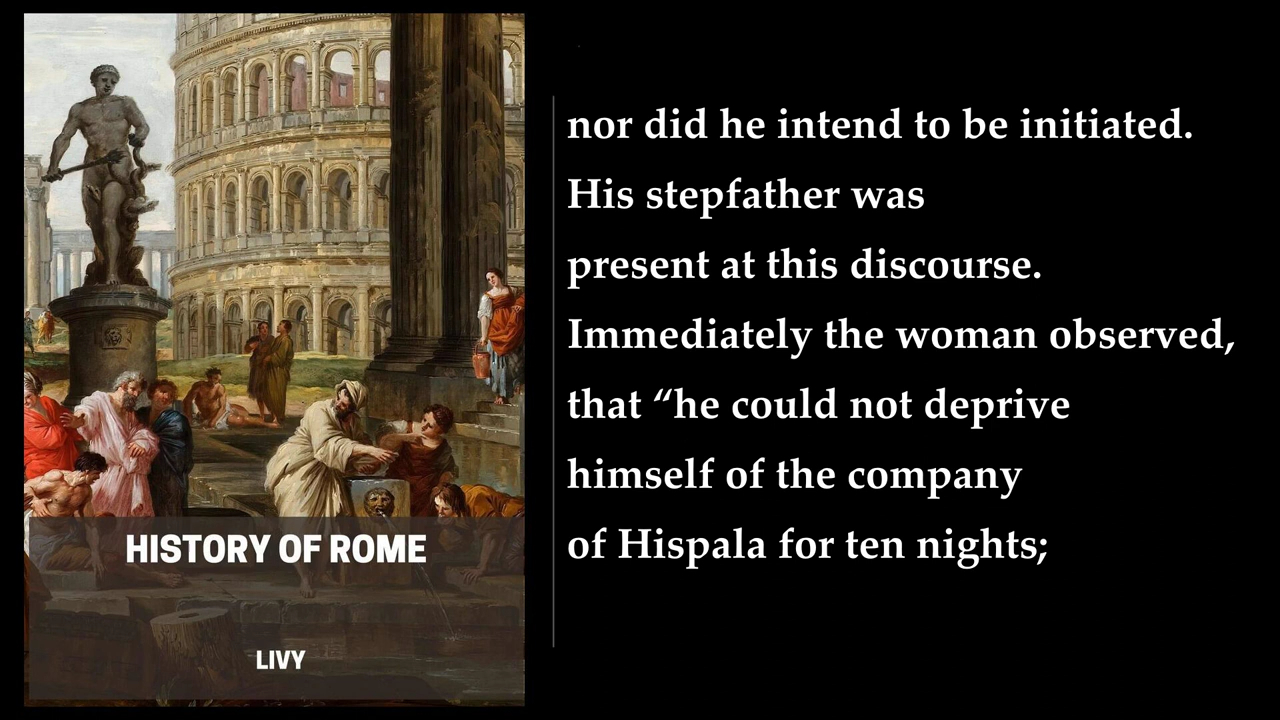 HISTORY OF ROME
LIVY
nor did he intend to be initiated.
His stepfather was
present at this discourse.
Immediately the woman observed,
that “he could not deprive
himself of the company
of Hispala for ten nights;